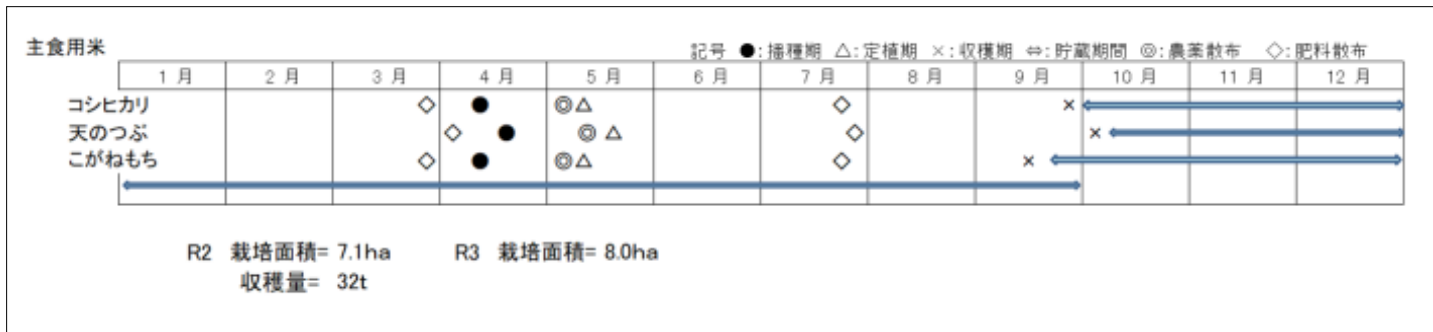 主食用米
記号 ●:播種期 △:定植期 ×:収穫期 ⇔:貯蔵期間 ◎:農薬散布 ◇:肥料散布
1 月 2 月 3 月 4 月 5 月 6 月 7 月 8 月 9 月 10 月 11 月 12 月
コシヒカリ ◇ ● ◎△ ◇ ×
天のつぶ ◇ ● ◎ △ ◇ ×
こがねもち ◇ ● ◎△ ◇ ×
R2 栽培面積= 7.1ha R3 栽培面積= 8.0ha
収穫量= 32t